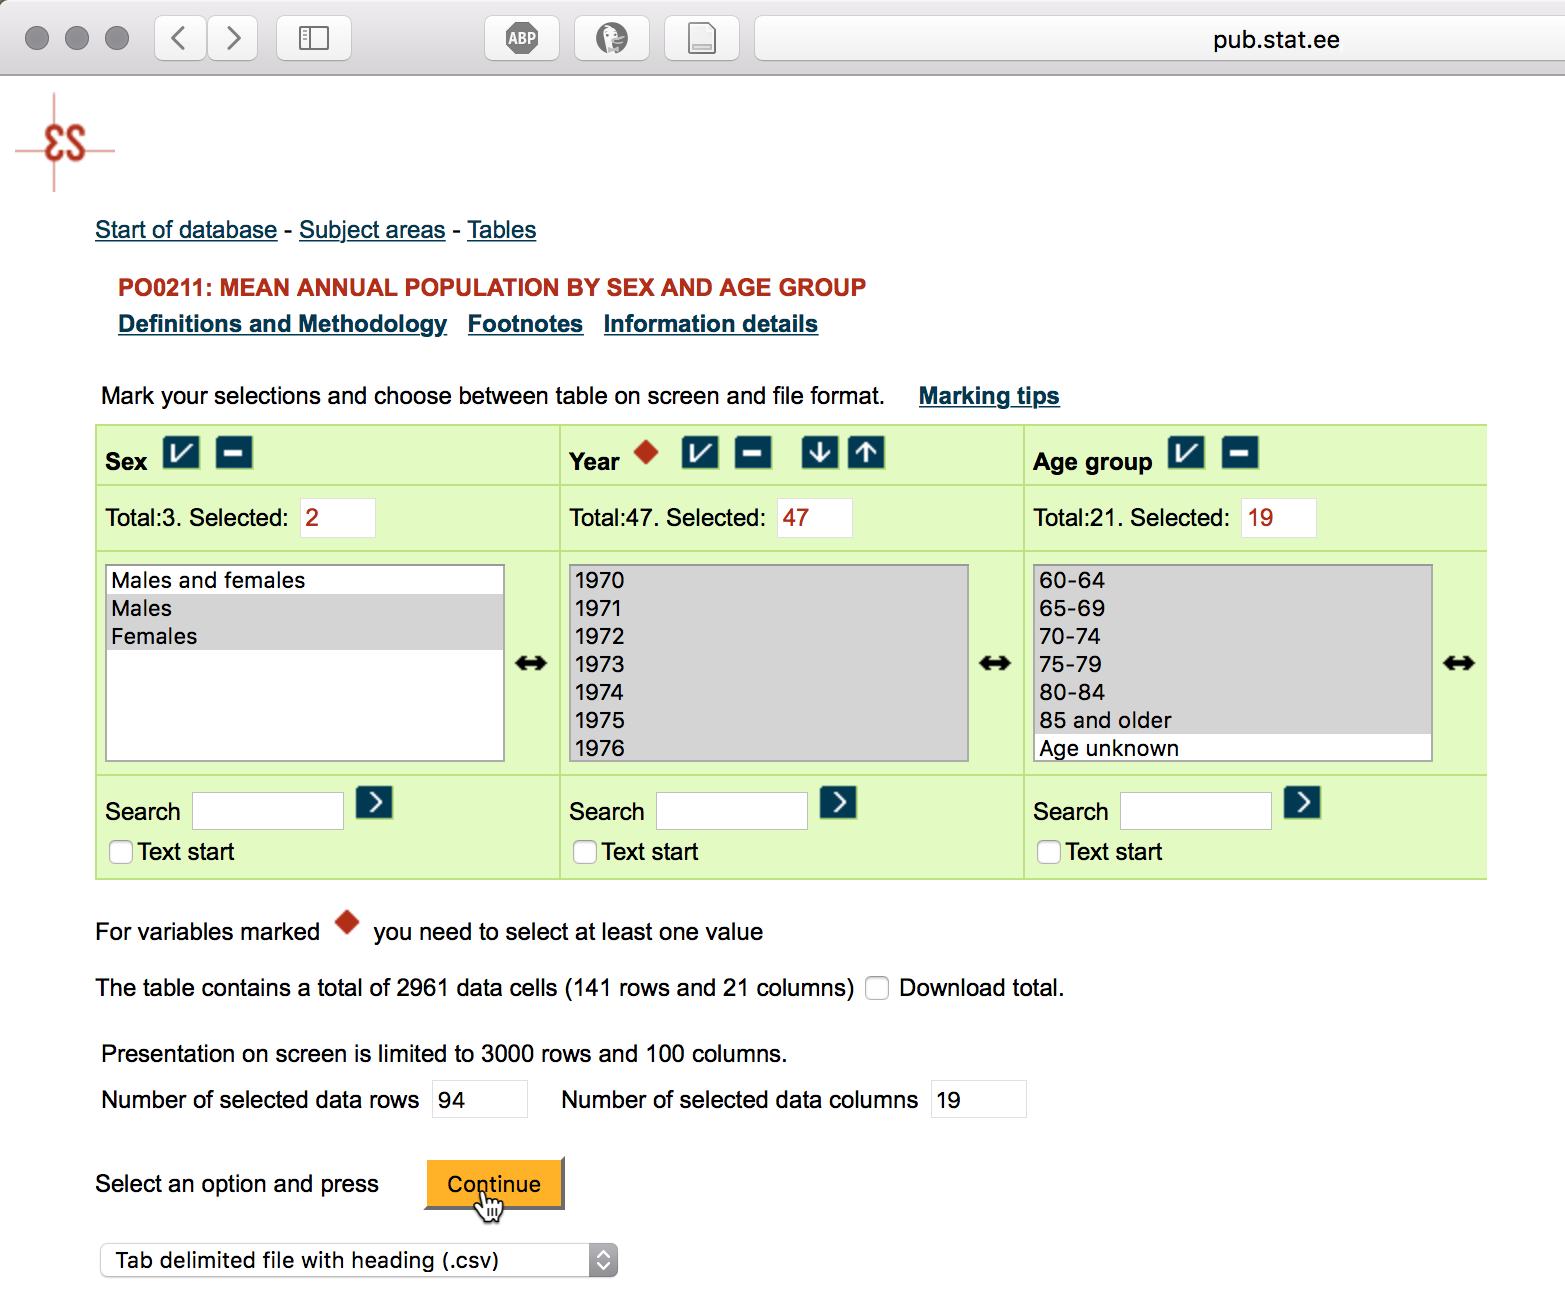 ABP
pub.stat.ee
ES
Start of database - Subject areas - Tables
PO0211: MEAN ANNUAL POPULATION BY SEX AND AGE GROUP
Definitions and Methodology Footnotes Information details
Mark your selections and choose between table on screen and file format. Marking tips
Sex Year Age group
Total:3. Selected: 2 Total:47. Selected: 47 Total:21. Selected: 19
Males and females 1970 60-64
Males 1971 65-69
Females 1972 70-74
1973 75-79
1974 80-84
1975 85 and older
1976 Age unknown
Search Search Search
Text start Text start Text start
For variables marked you need to select at least one value
The table contains a total of 2961 data cells (141 rows and 21 columns) Download total.
Presentation on screen is limited to 3000 rows and 100 columns.
Number of selected data rows 94 Number of selected data columns 19
Select an option and press Continue
Tab delimited file with heading (.csv)